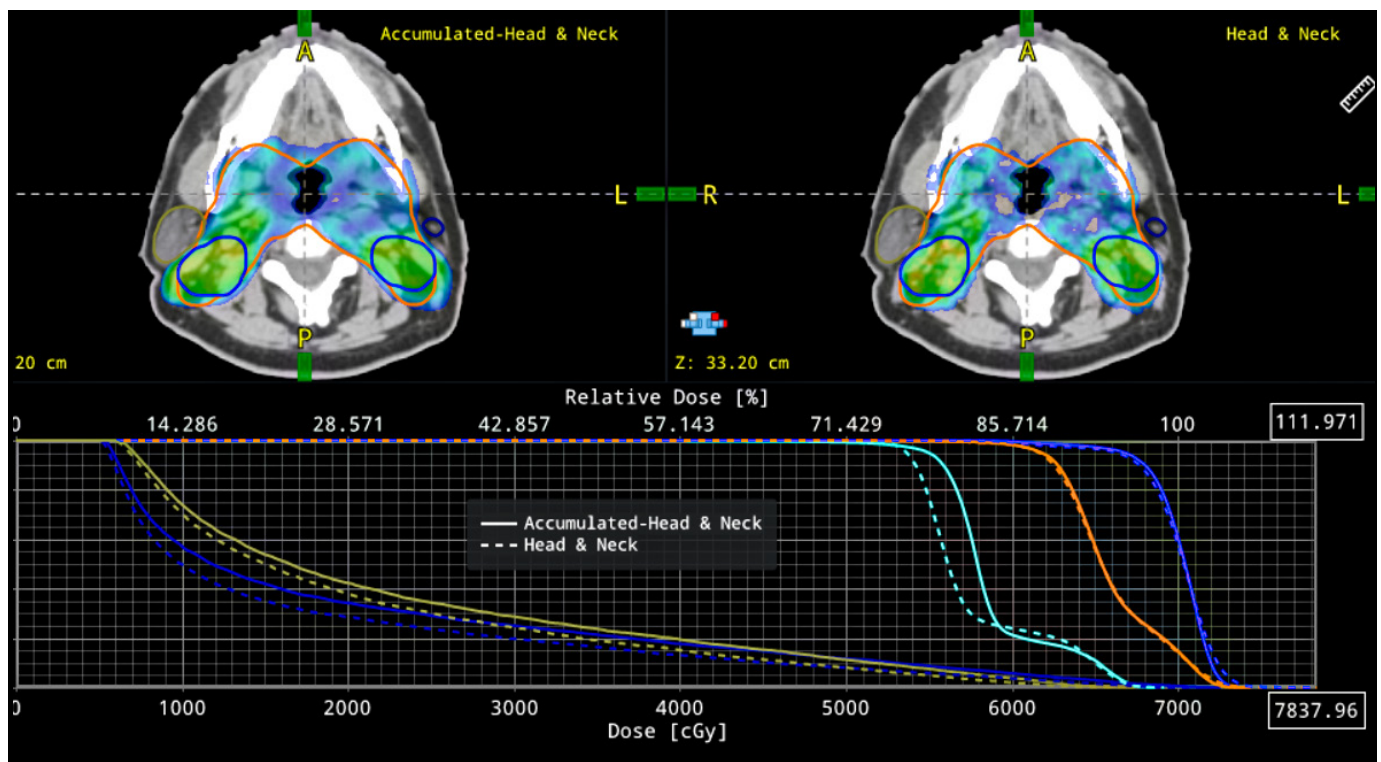 Accumulated-Head & Neck
A
L
P
20 cm
Head & Neck
A
R
L
P
Z: 33.20 cm
Relative Dose [%]
0 14.286 28.571 42.857 57.143 71.429 85.714 100 111.971
Accumulated-Head & Neck
Head & Neck
0 1000 2000 3000 4000 5000 6000 7000 7837.96
Dose [cGy]